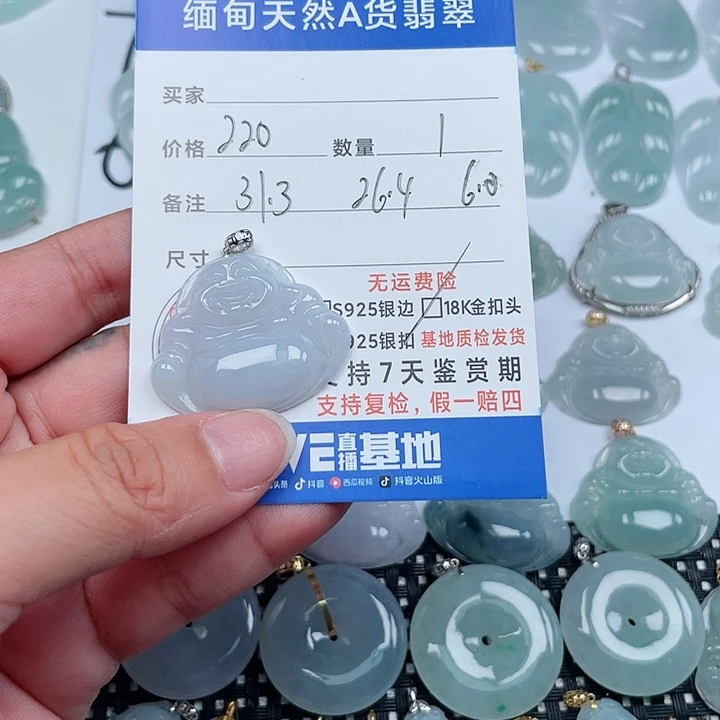 缅甸天然A货翡翠
买家
价格 220 数量 1
备注 31.3 26.4 6.0
尺寸
无运费险
S925银边 18K金扣头
925银扣 基地质检发货
持7天鉴赏期
支持复检，假一赔四
VE直播基地
头条 抖音 西瓜视频 抖音火山版